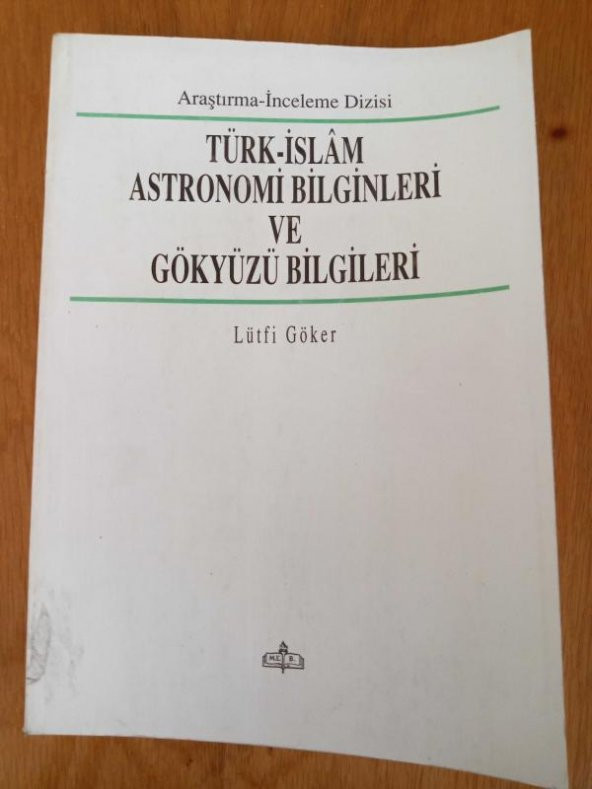 Araştırma-İnceleme Dizisi
TÜRK-İSLÂM
ASTRONOMİ BİLGİNLERİ
VE
GÖKYÜZÜ BİLGİLERİ
Lütfi Göker
M.E. B.